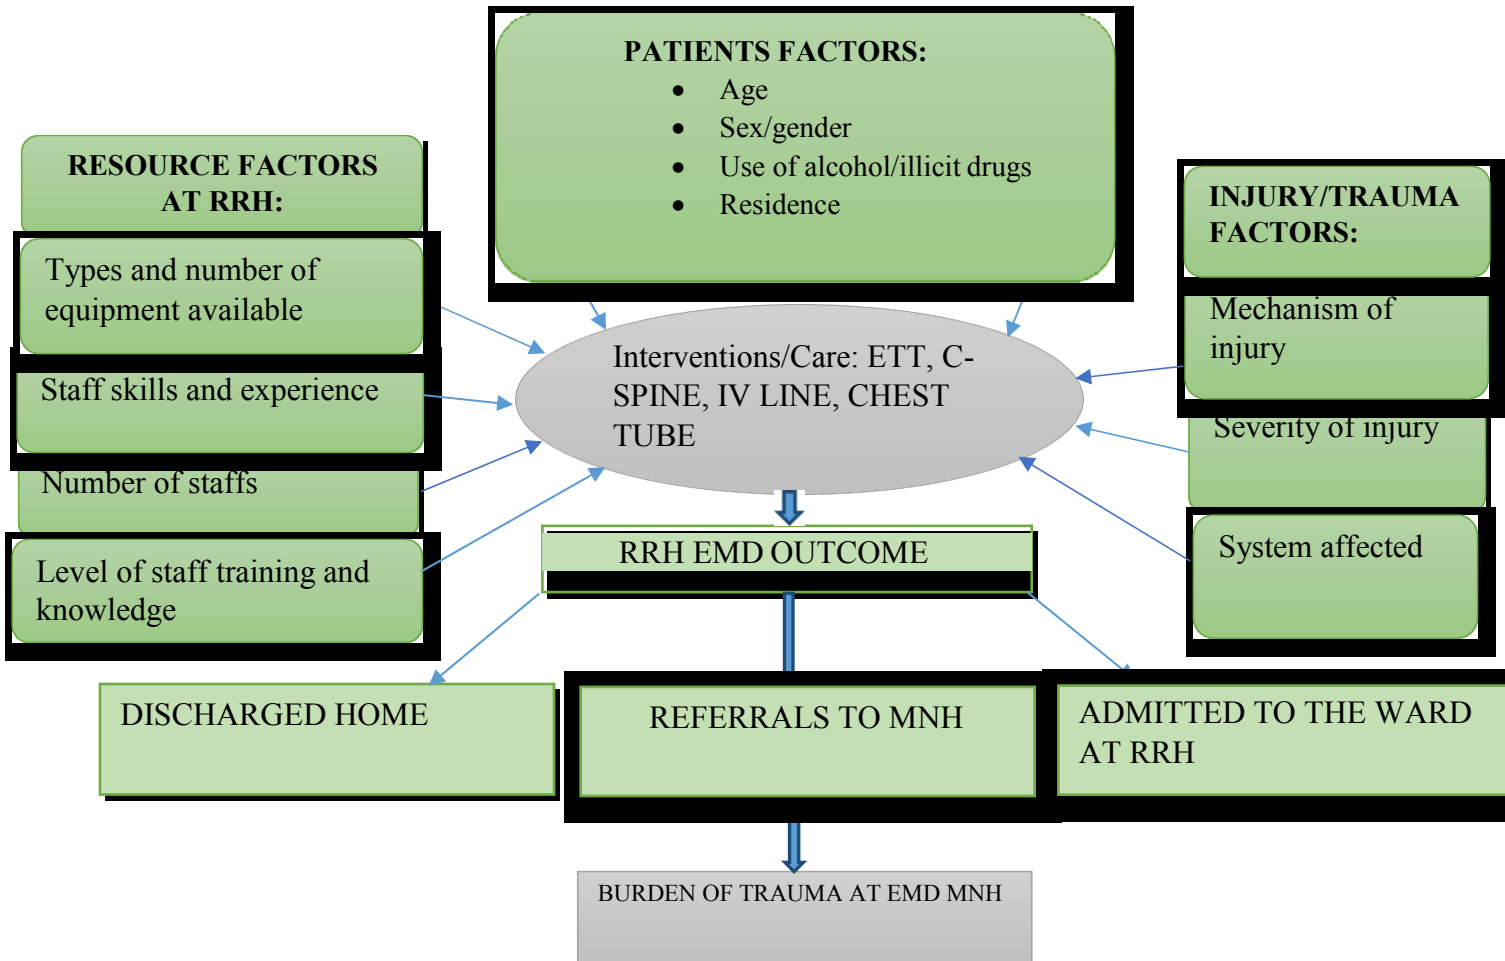 PATIENTS FACTORS:
• Age
• Sex/gender
• Use of alcohol/illicit drugs
• Residence
RESOURCE FACTORS
AT RRH:
Types and number of
equipment available
Staff skills and experience
Number of staffs
Level of staff training and
knowledge
Interventions/Care: ETT, C-
SPINE, IV LINE, CHEST
TUBE
INJURY/TRAUMA
FACTORS:
Mechanism of
injury
Severity of injury
System affected
RRH EMD OUTCOME
DISCHARGED HOME
REFERRALS TO MNH
ADMITTED TO THE WARD
AT RRH
BURDEN OF TRAUMA AT EMD MNH